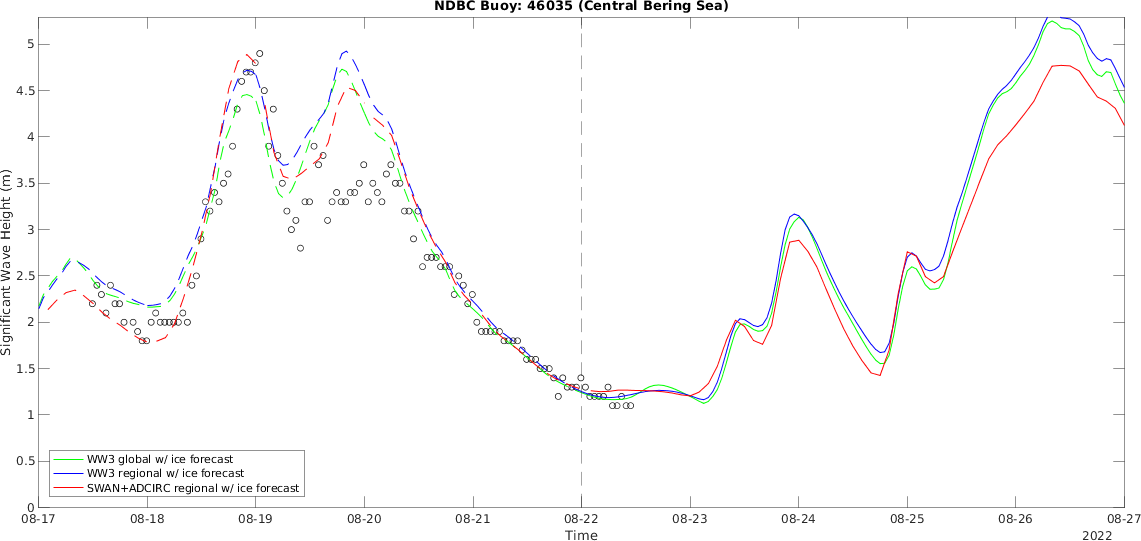 NDBC Buoy: 46035 (Central Bering Sea)
5
4.5
4
3.5
3
2.5
2
1.5
1
0.5
0
Significant Wave Height (m)
WW3 global w/ ice forecast
WW3 regional w/ ice forecast
SWAN+ADCIRC regional w/ ice forecast
08-17 08-18 08-19 08-20 08-21 08-22 08-23 08-24 08-25 08-26 08-27
Time
2022